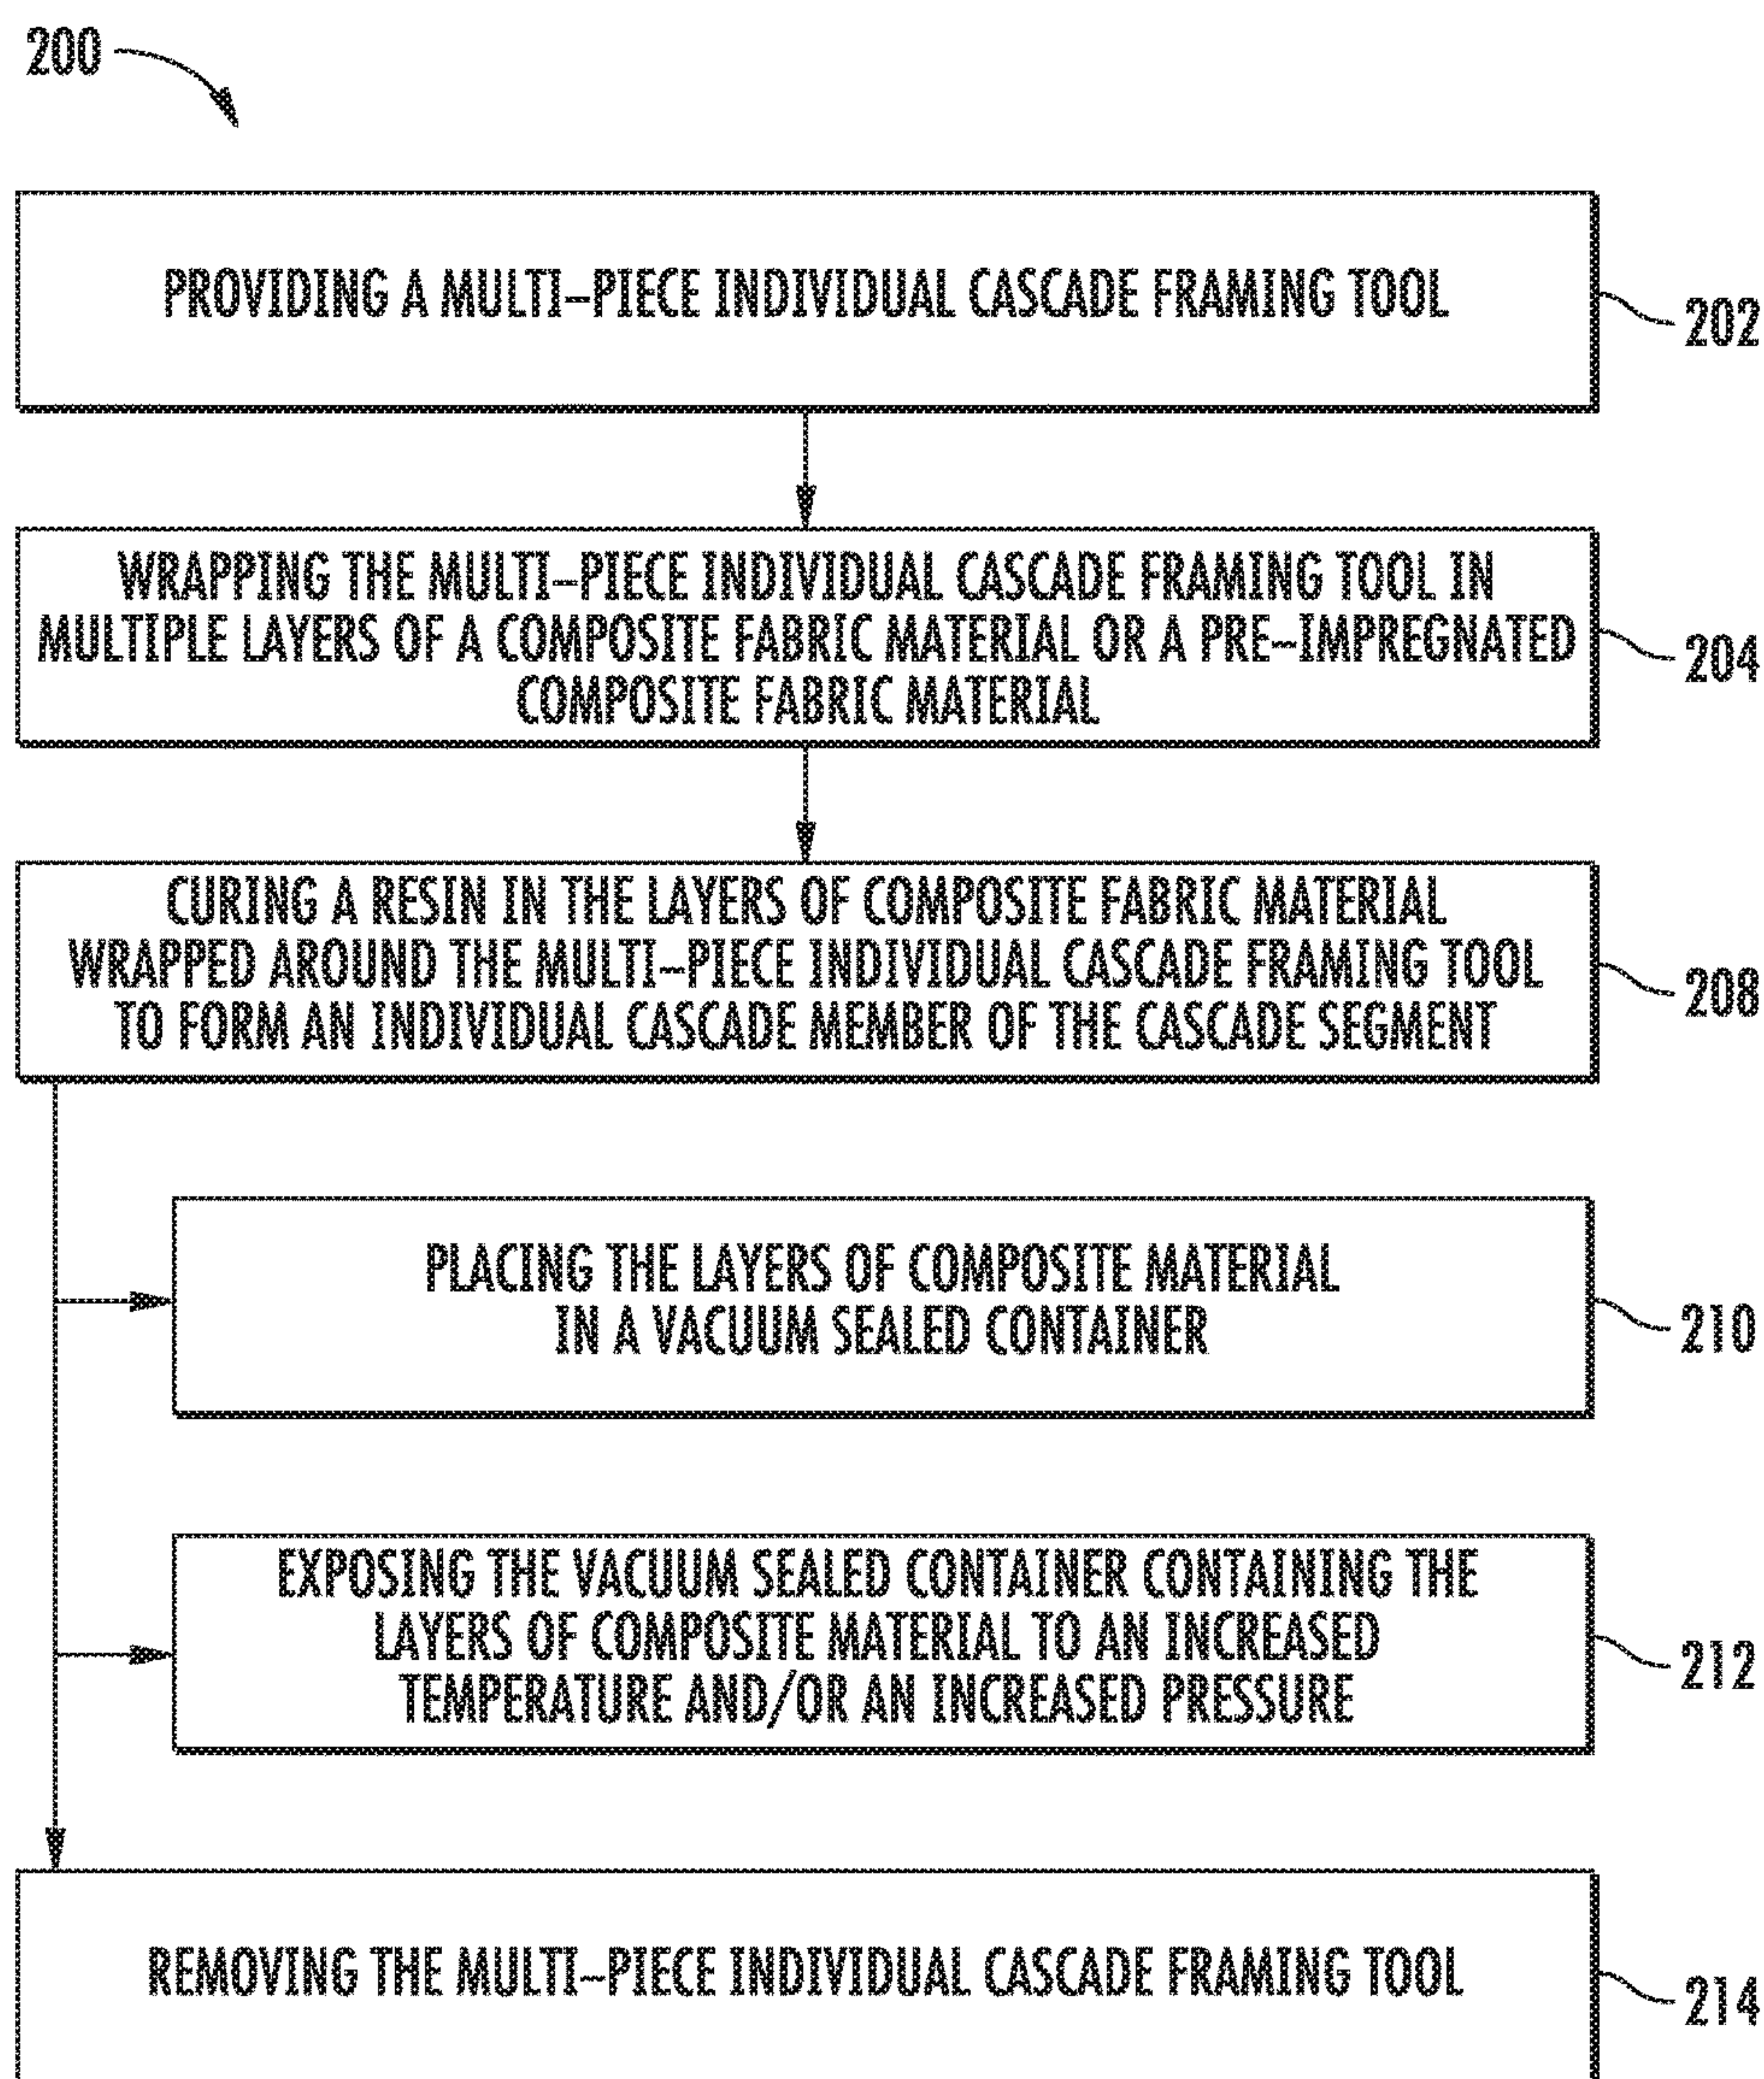 200
PROVIDING A MULTI-PIECE INDIVIDUAL CASCADE FRAMING TOOL
202
WRAPPING THE MULTI-PIECE INDIVIDUAL CASCADE FRAMING TOOL IN
MULTIPLE LAYERS OF A COMPOSITE FABRIC MATERIAL OR A PRE-IMPREGNATED
COMPOSITE FABRIC MATERIAL
204
CURING A RESIN IN THE LAYERS OF COMPOSITE FABRIC MATERIAL
WRAPPED AROUND THE MULTI-PIECE INDIVIDUAL CASCADE FRAMING TOOL
TO FORM AN INDIVIDUAL CASCADE MEMBER OF THE CASCADE SEGMENT
208
PLACING THE LAYERS OF COMPOSITE MATERIAL
IN A VACUUM SEALED CONTAINER
210
EXPOSING THE VACUUM SEALED CONTAINER CONTAINING THE
LAYERS OF COMPOSITE MATERIAL TO AN INCREASED
TEMPERATURE AND/OR AN INCREASED PRESSURE
212
REMOVING THE MULTI-PIECE INDIVIDUAL CASCADE FRAMING TOOL
214